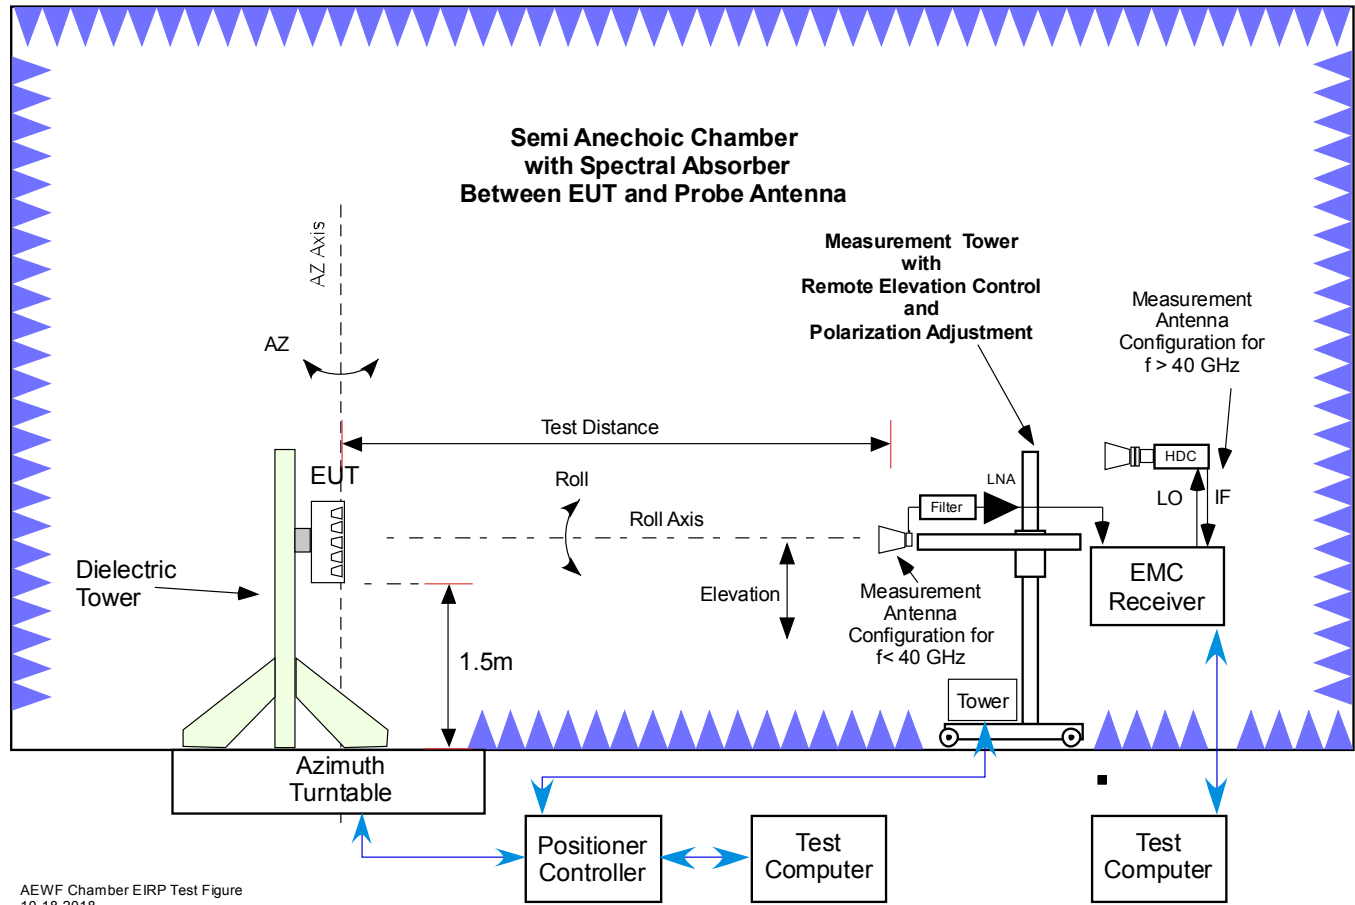 Semi Anechoic Chamber
with Spectral Absorber
Between EUT and Probe Antenna
AZ Axis
AZ
Measurement Tower
with
Remote Elevation Control
and
Polarization Adjustment
Measurement
Antenna
Configuration for
f > 40 GHz
Test Distance
EUT
Roll
Roll Axis
LNA
Filter
HDC
LO
IF
Dielectric
Tower
Elevation
Measurement
Antenna
Configuration for
f< 40 GHz
EMC
Receiver
1.5m
Tower
Azimuth
Turntable
Positioner
Controller
Test
Computer
Test
Computer
AEWF Chamber EIRP Test Figure
10-18-2018